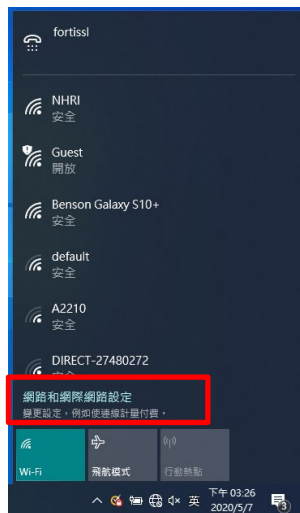 fortissl
NHRI
安全
Guest
開放
Benson Galaxy S10+
安全
default
安全
A2210
安全
DIRECT-27480272
安全
網路和網際網路設定
變更設定，例如使連線計量付費。
Wi-Fi
飛航模式
行動熱點
英
下午 03:26
2020/5/7
3